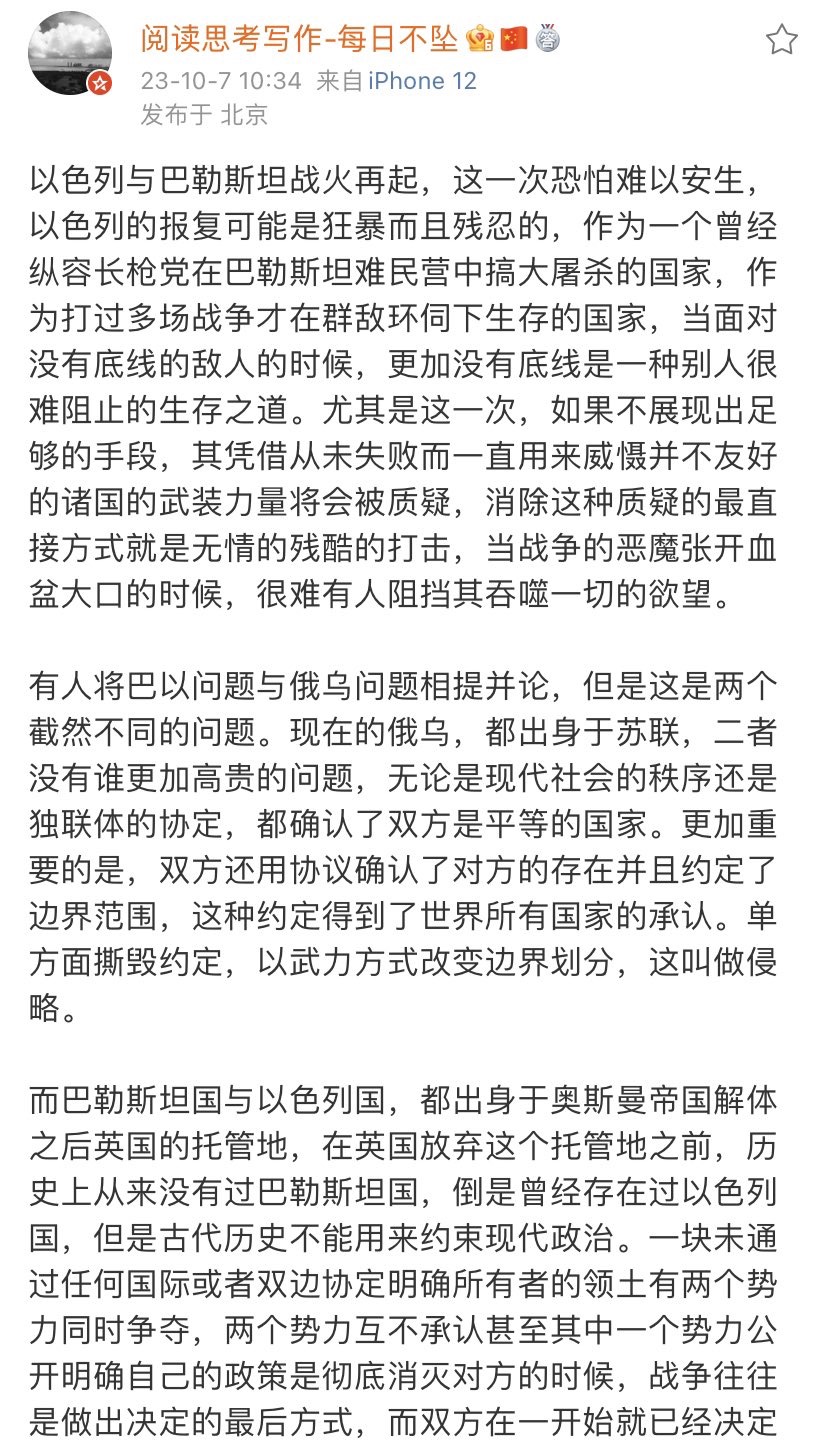 阅读思考写作-每日不坠
23-10-7 10:34 来自 iPhone 12
发布于 北京
以色列与巴勒斯坦战火再起，这一次恐怕难以安生，
以色列的报复可能是狂暴而且残忍的，作为一个曾经
纵容长枪党在巴勒斯坦难民营中搞大屠杀的国家，作
为打过多场战争才在群敌环伺下生存的国家，当面对
没有底线的敌人的时候，更加没有底线是一种别人很
难阻止的生存之道。尤其是这一次，如果不展现出足
够的手段，其凭借从未失败而一直用来威慑并不友好
的诸国的武装力量将会被质疑，消除这种质疑的最直
接方式就是无情的残酷的打击，当战争的恶魔张开血
盆大口的时候，很难有人阻挡其吞噬一切的欲望。
有人将巴以问题与俄乌问题相提并论，但是这是两个
截然不同的问题。现在的俄乌，都出身于苏联，二者
没有谁更加高贵的问题，无论是现代社会的秩序还是
独联体的协定，都确认了双方是平等的国家。更加重
要的是，双方还用协议确认了对方的存在并且约定了
边界范围，这种约定得到了世界所有国家的承认。单
方面撕毁约定，以武力方式改变边界划分，这叫做侵
略。
而巴勒斯坦国与以色列国，都出身于奥斯曼帝国解体
之后英国的托管地，在英国放弃这个托管地之前，历
史上从来没有过巴勒斯坦国，倒是曾经存在过以色列
国，但是古代历史不能用来约束现代政治。一块未通
过任何国际或者双边协定明确所有者的领土有两个势
力同时争夺，两个势力互不承认甚至其中一个势力公
开明确自己的政策是彻底消灭对方的时候，战争往往
是做出决定的最后方式，而双方在一开始就已经决定